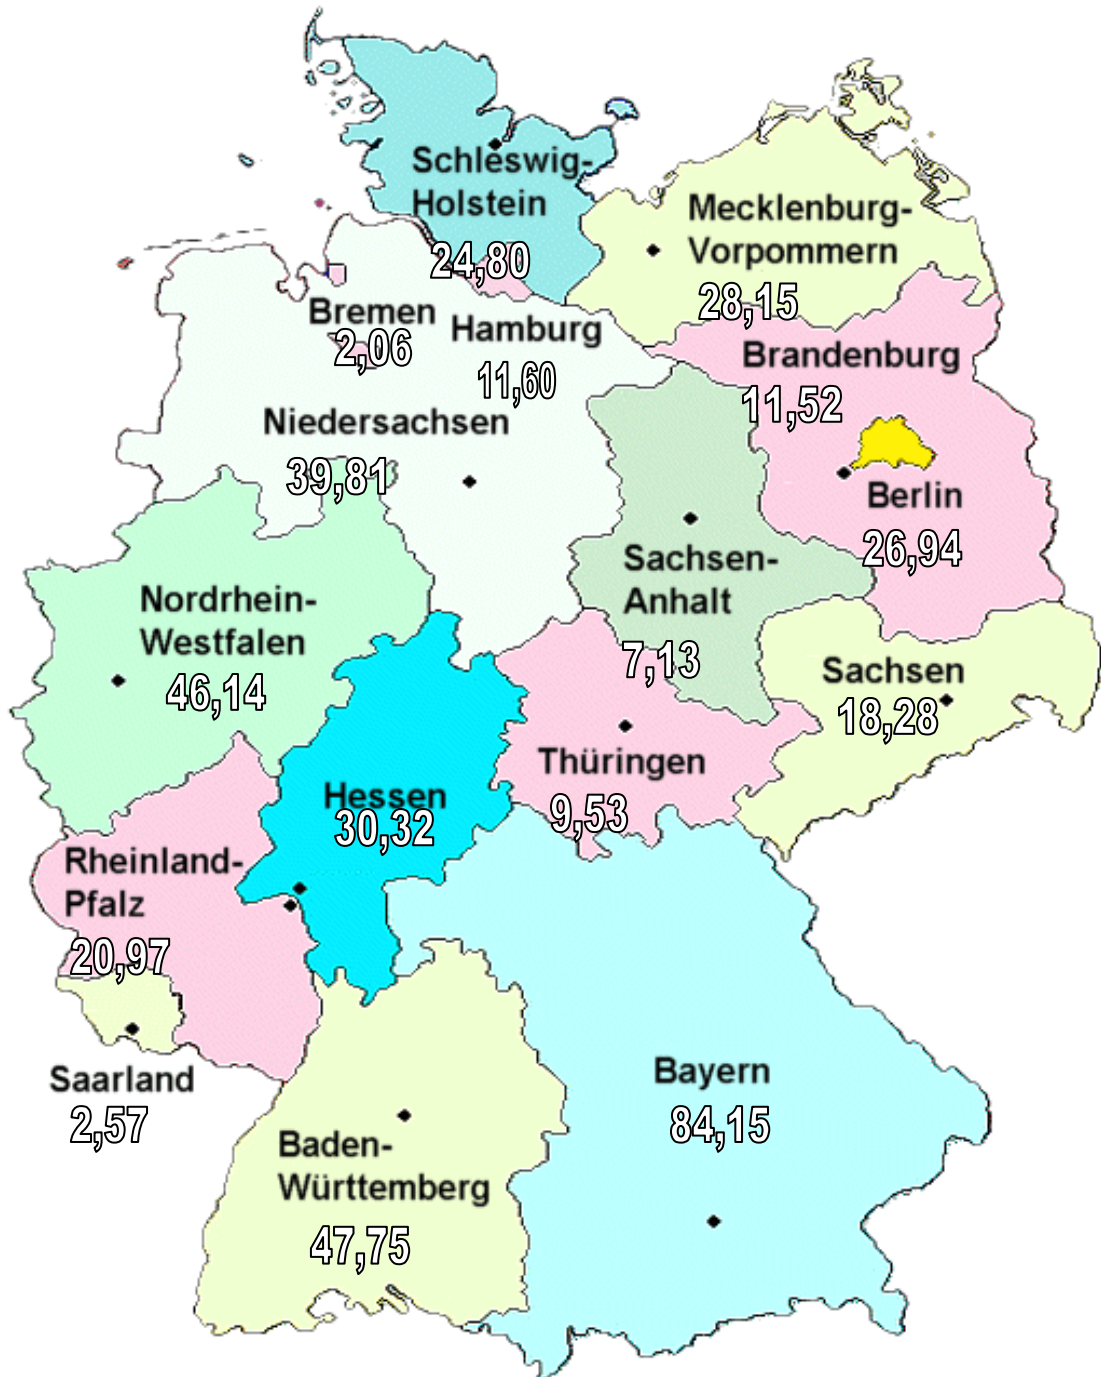 Schleswig-
Holstein
24,80
Mecklenburg-
Vorpommern
28,15
Bremen
2,06
Hamburg
11,60
Brandenburg
11,52
Niedersachsen
39,81
Berlin
26,94
Sachsen-
Anhalt
7,13
Nordrhein-
Westfalen
46,14
Sachsen
18,28
Thüringen
9,53
Hessen
30,32
Rheinland-
Pfalz
20,97
Saarland
2,57
Bayern
84,15
Baden-
Württemberg
47,75